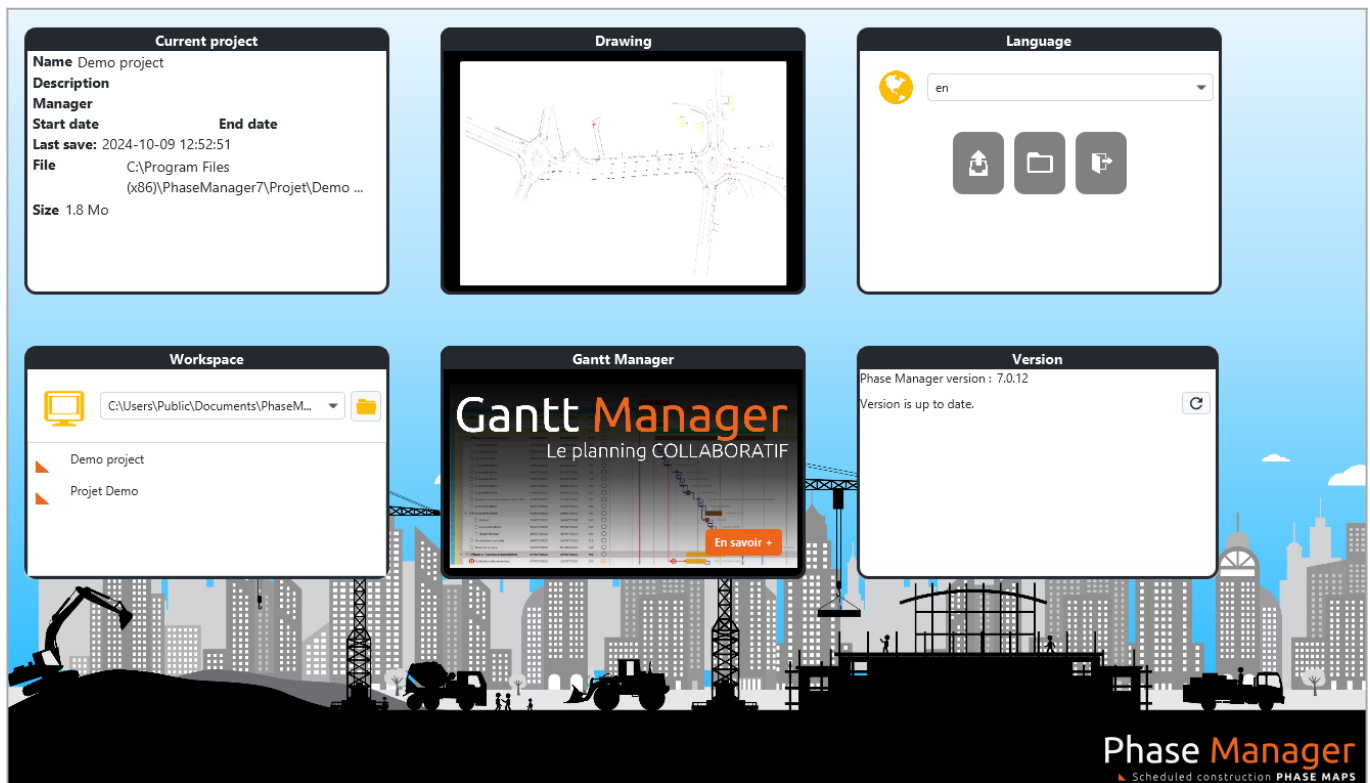 Current project
Name Demo project
Description
Manager
Start date End date
Last save: 2024-10-09 12:52:51
File C:\Program Files
(x86)\PhaseManager7\Projet\Demo ...
Size 1.8 Mo
Drawing
Language
en
Workspace
C:\Users\Public\Documents\PhaseM...
Demo project
Projet Demo
Gantt Manager
Gantt Manager
Le planning COLLABORATIF
En savoir +
Version
Phase Manager version : 7.0.12
Version is up to date.
Phase Manager
Scheduled construction PHASE MAPS